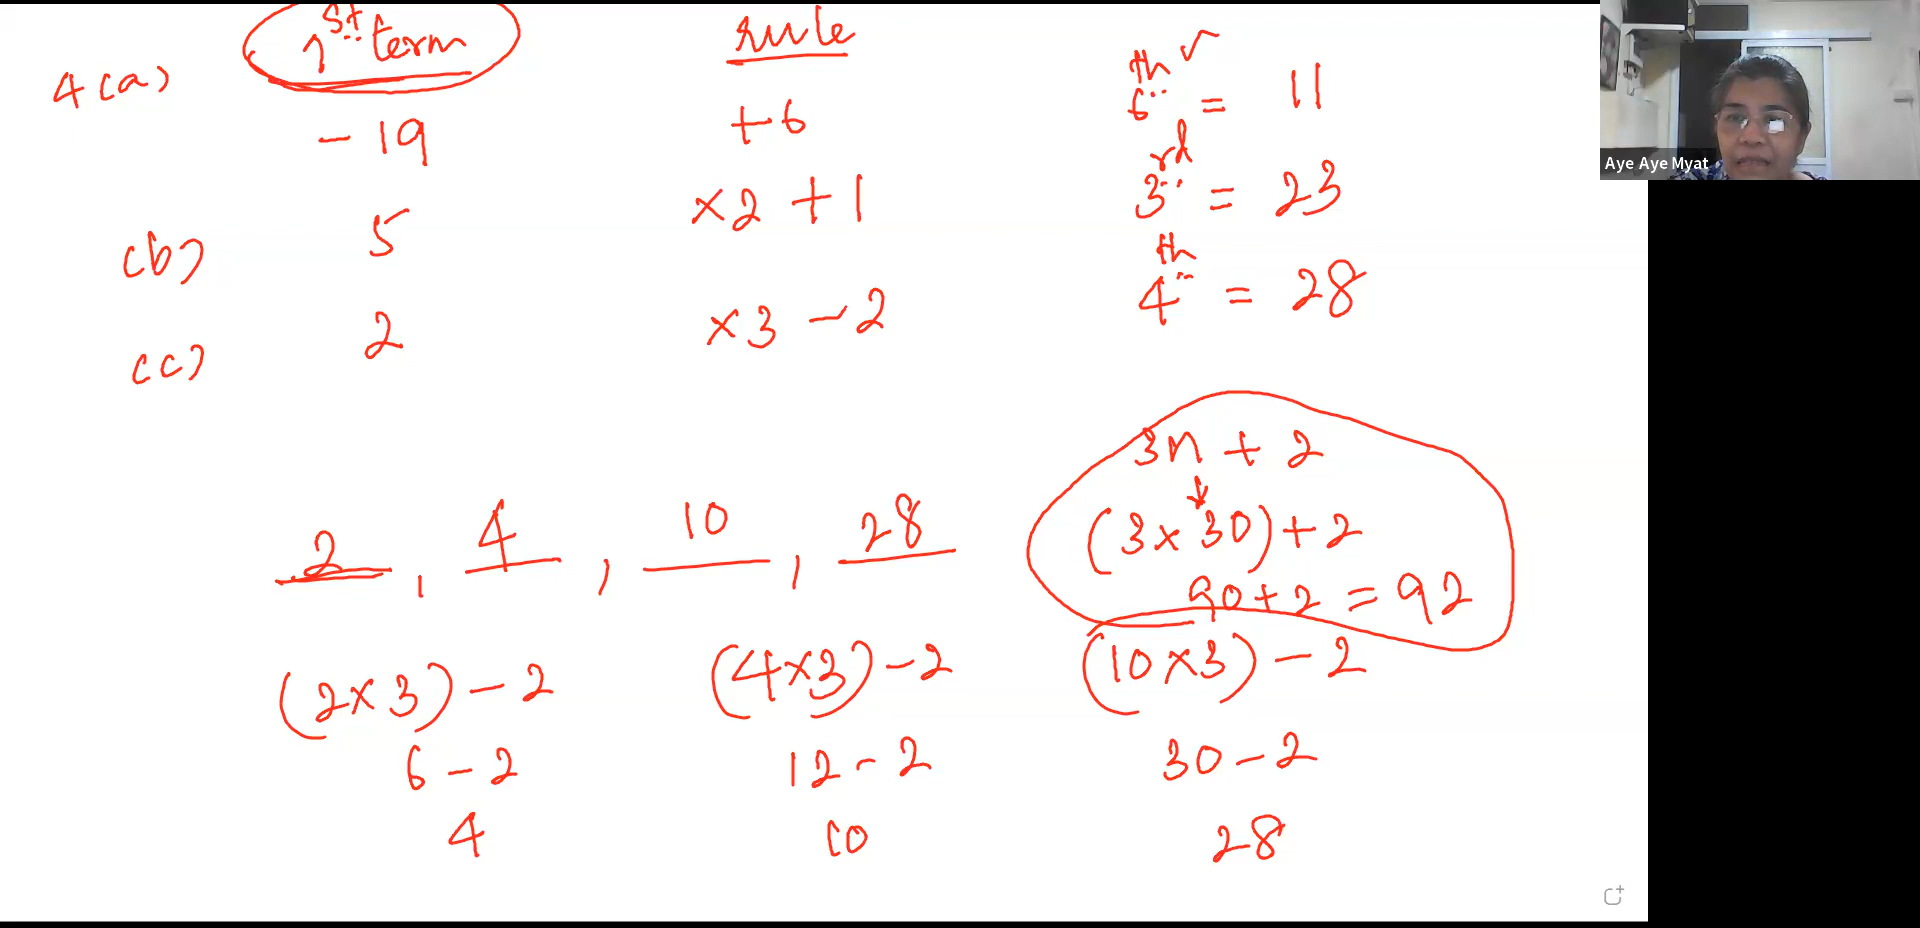 1st term rule
4(a) -19 +6 6th ✓ = 11
(b) 5 ×2 +1 3rd = 23
(c) 2 ×3 -2 4th = 28
3n + 2
(3 × 30) + 2
90 + 2 = 92
2 , 4 , 10 , 28
(2×3) - 2 (4×3) - 2 (10×3) - 2
6 - 2 12 - 2 30 - 2
4 10 28
Aye Aye Myat